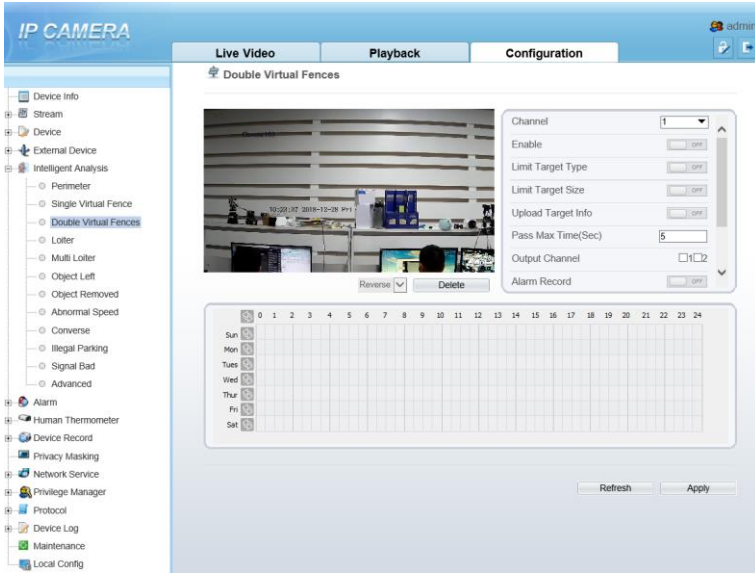 IP CAMERA
admin
Live Video Playback Configuration
Double Virtual Fences
Device Info
Stream
Device
External Device
Intelligent Analysis
Perimeter
Single Virtual Fence
Double Virtual Fences
Loiter
Multi Loiter
Object Left
Object Removed
Abnormal Speed
Converse
Illegal Parking
Signal Bad
Advanced
Alarm
Human Thermometer
Device Record
Privacy Masking
Network Service
Privilege Manager
Protocol
Device Log
Maintenance
Local Config
2018-12-28 Fri
Reverse Delete
Channel 1
Enable OFF
Limit Target Type OFF
Limit Target Size OFF
Upload Target Info OFF
Pass Max Time(Sec) 5
Output Channel 1 2
Alarm Record OFF
0 1 2 3 4 5 6 7 8 9 10 11 12 13 14 15 16 17 18 19 20 21 22 23 24
Sun
Mon
Tues
Wed
Thur
Fri
Sat
Refresh Apply